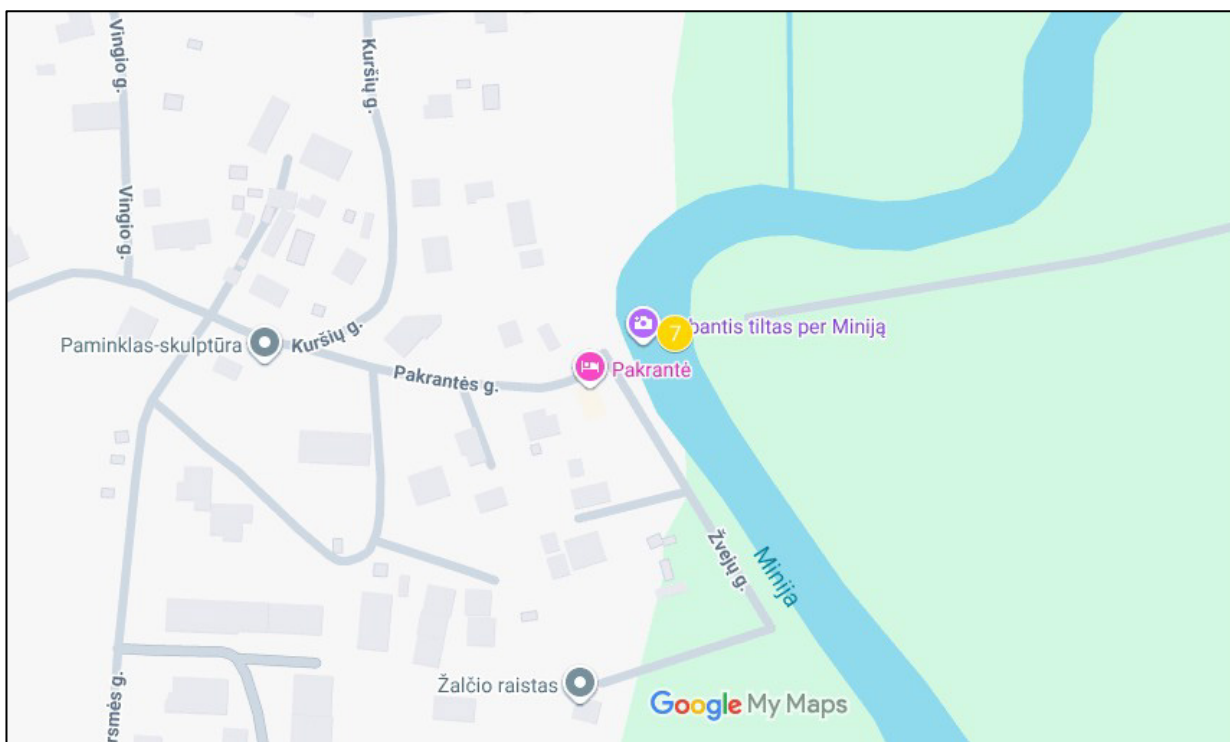 Vingio g.
Kuršių g.
Vingio g.
Paminklas-skulptūra
Kuršių g.
7
bantis tiltas per Miniją
Pakrantės g.
Pakrantė
Žvejų g.
Minija
Žalčio raistas
rsmės g.
Google My Maps